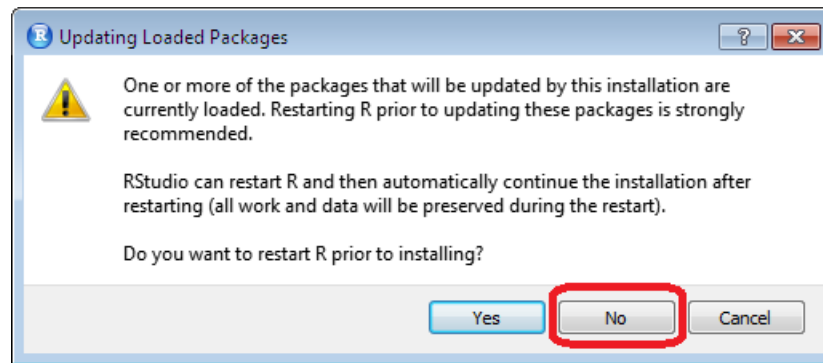 R Updating Loaded Packages ?
One or more of the packages that will be updated by this installation are
currently loaded. Restarting R prior to updating these packages is strongly
recommended.
RStudio can restart R and then automatically continue the installation after
restarting (all work and data will be preserved during the restart).
Do you want to restart R prior to installing?
Yes No Cancel